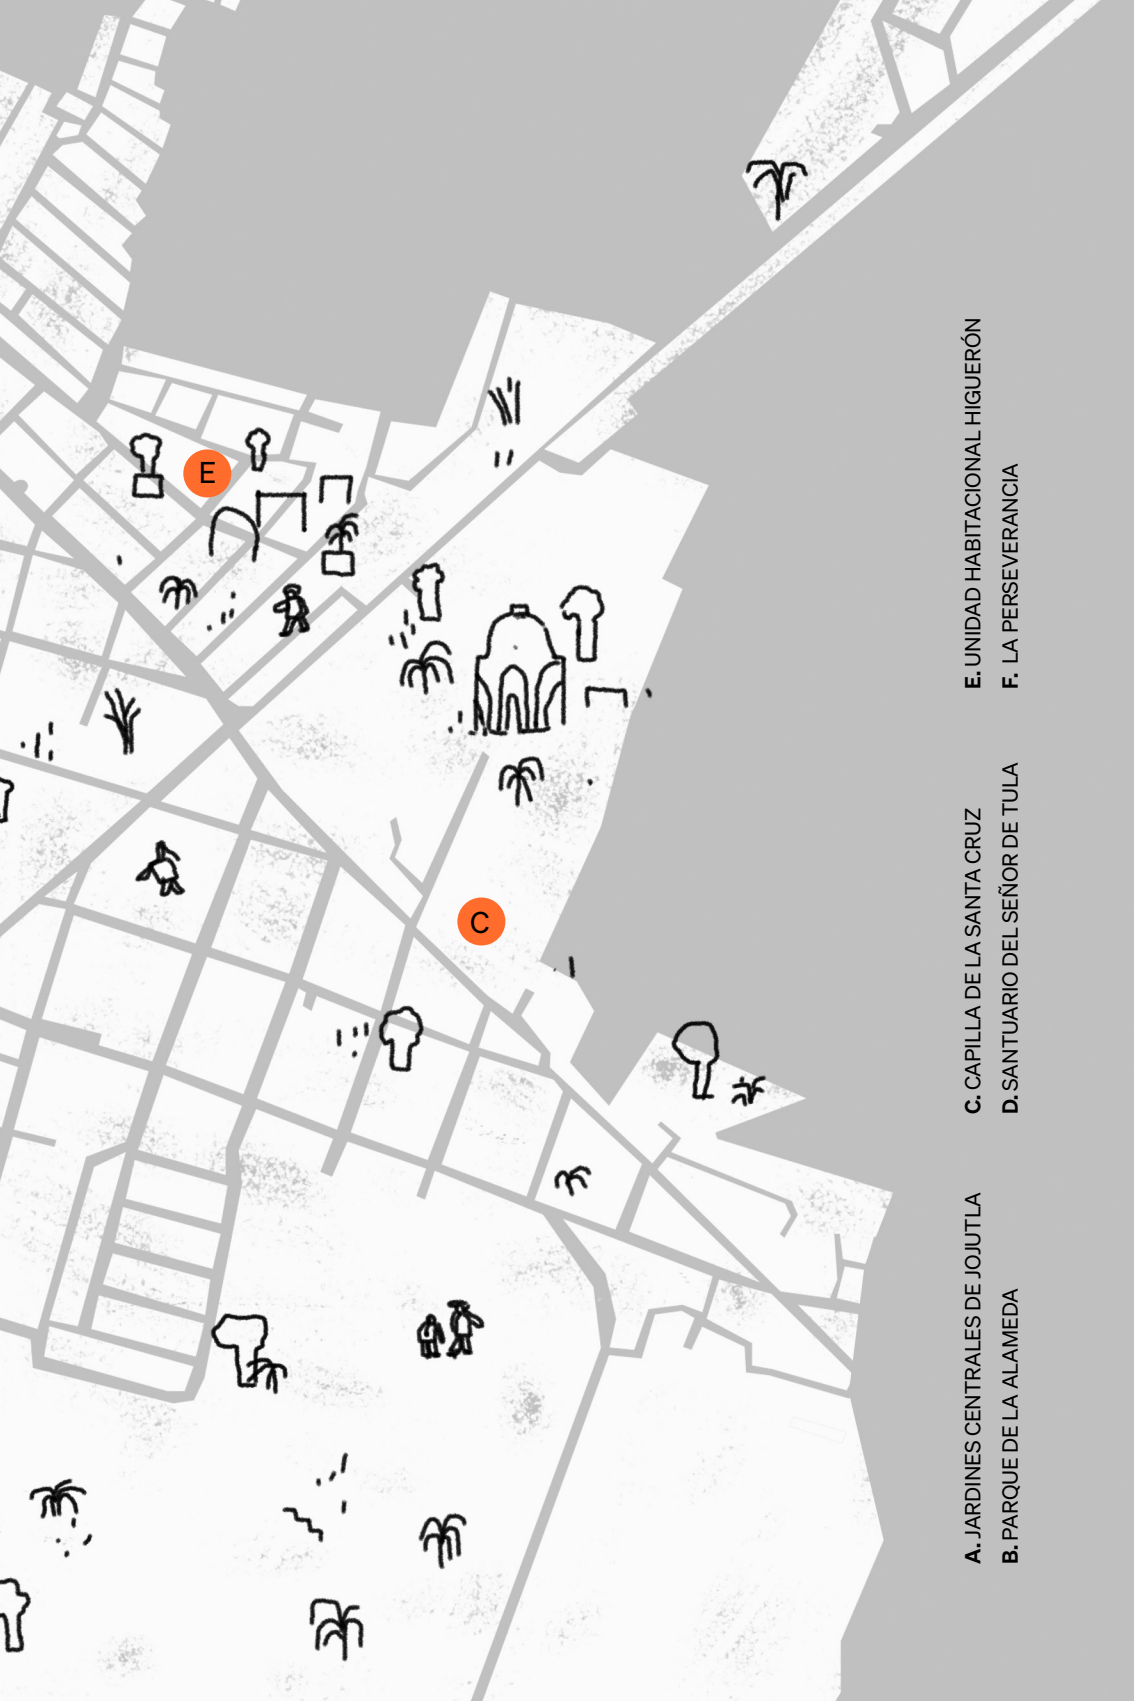 E
C
A. JARDINES CENTRALES DE JOJUTLA
B. PARQUE DE LA ALAMEDA
C. CAPILLA DE LA SANTA CRUZ
D. SANTUARIO DEL SEÑOR DE TULA
E. UNIDAD HABITACIONAL HIGUERÓN
F. LA PERSEVERANCIA